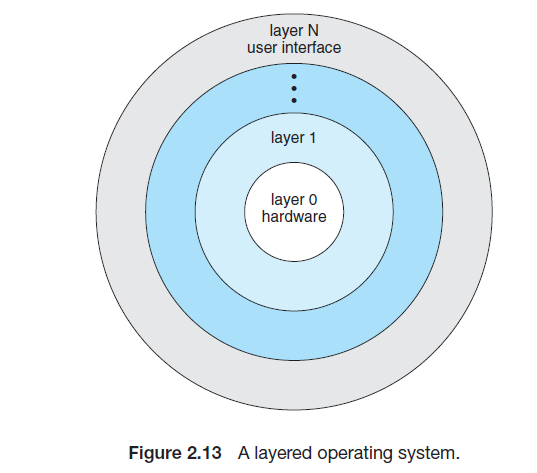 layer N
user interface
layer 1
layer 0
hardware
Figure 2.13 A layered operating system.